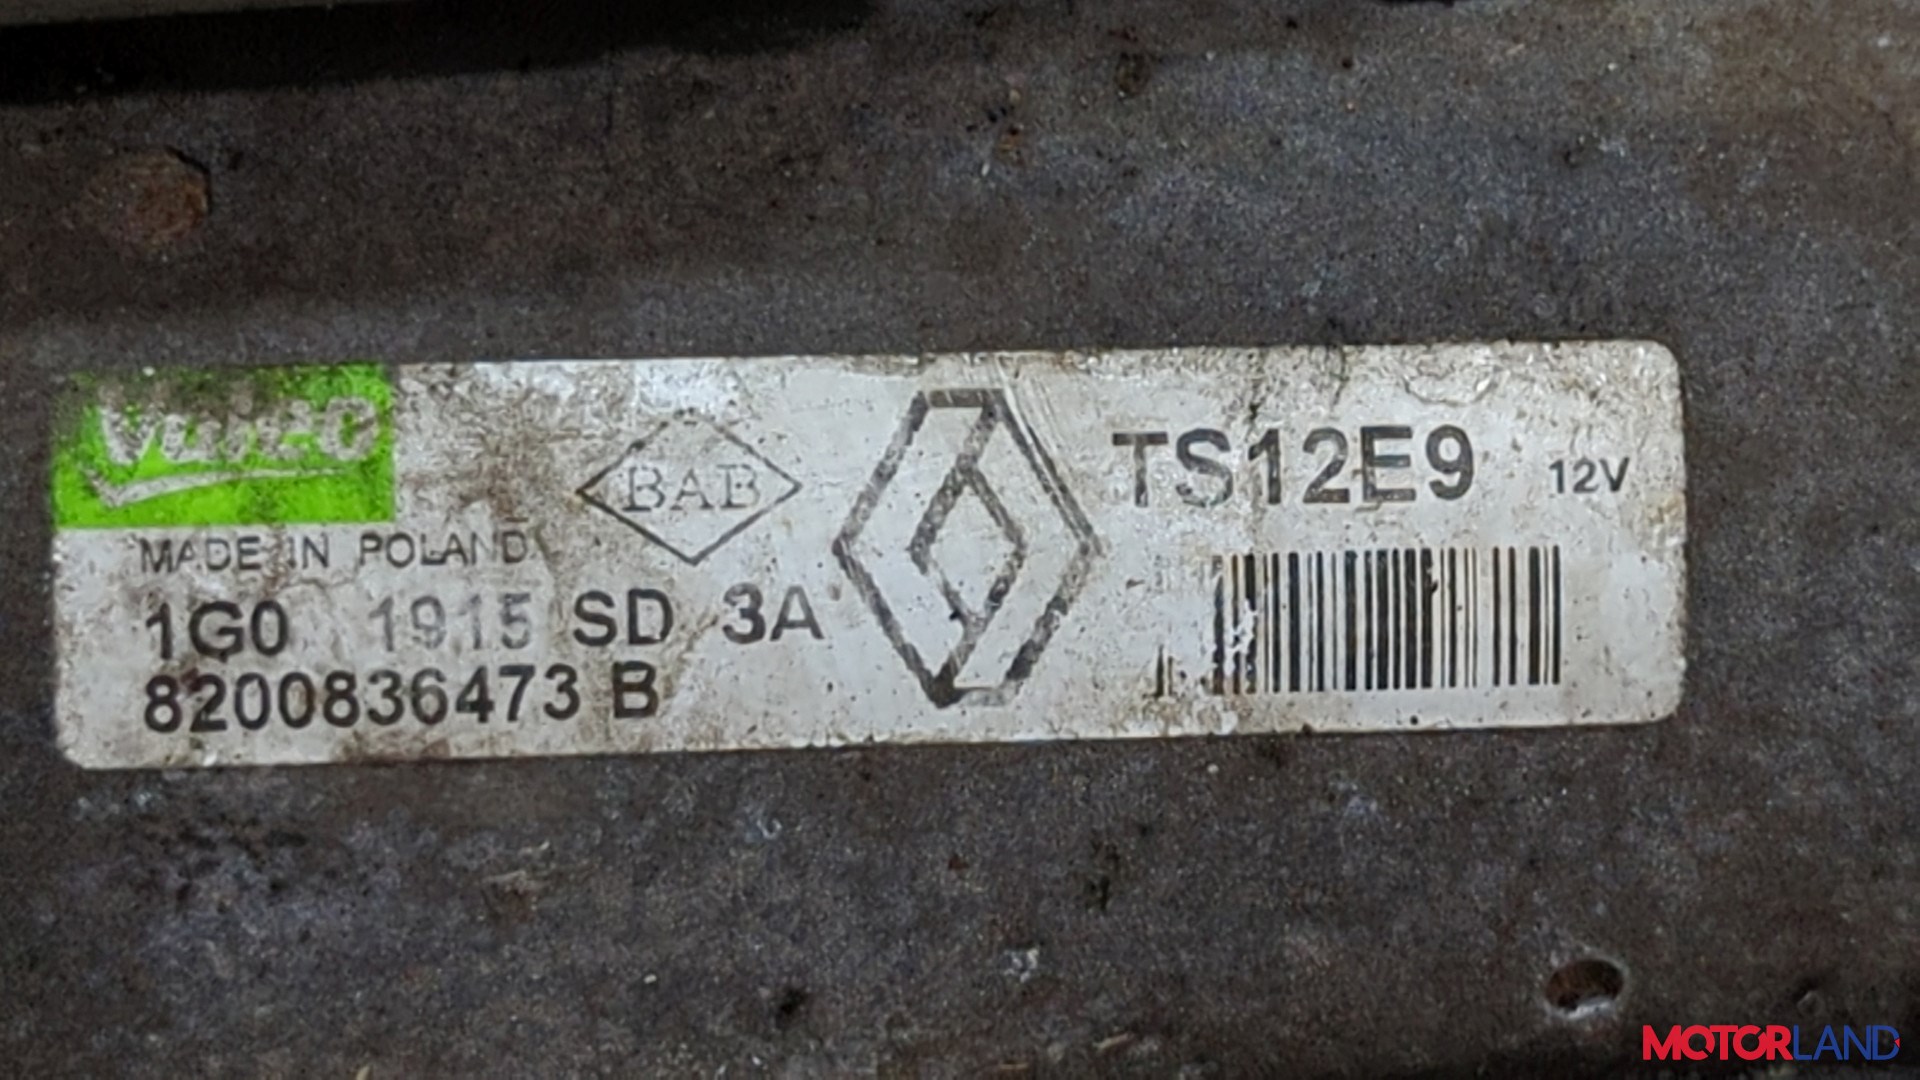 Valeo
MADE IN POLAND
BAB
1G0 1915 SD 3A
8200836473 B
TS12E9 12V
MOTORLAND